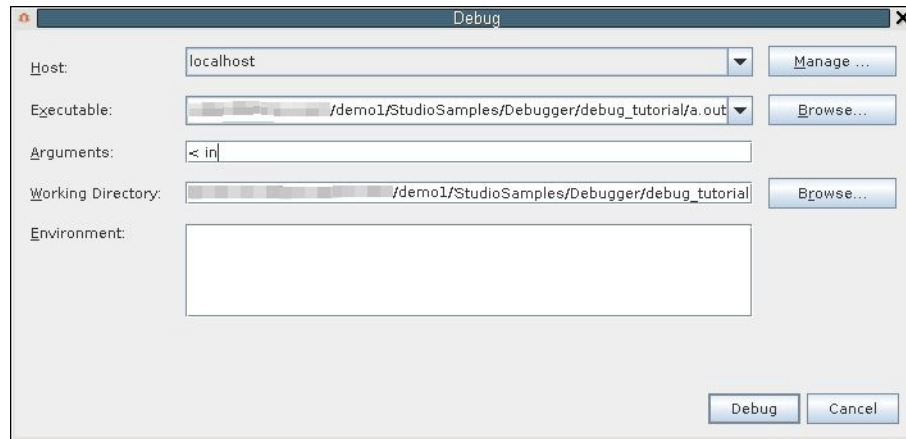 Debug
Host: localhost Manage ...
Executable: /demo1/StudioSamples/Debugger/debug_tutorial/a.out Browse...
Arguments: < in
Working Directory: /demo1/StudioSamples/Debugger/debug_tutorial Browse...
Environment:
Debug Cancel